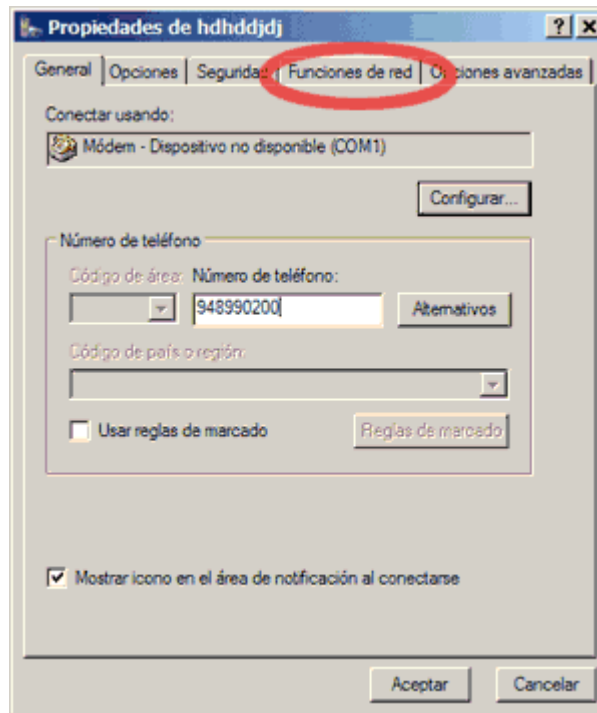 Propiedades de hdhddjdj
General Opciones Seguridad Funciones de red Opciones avanzadas
Conectar usando:
Módem - Dispositivo no disponible (COM1)
Configurar...
Número de teléfono
Código de área: Número de teléfono:
948990200 Alternativos
Código de país o región:
Usar reglas de marcado Reglas de marcado
Mostrar icono en el área de notificación al conectarse
Aceptar Cancelar